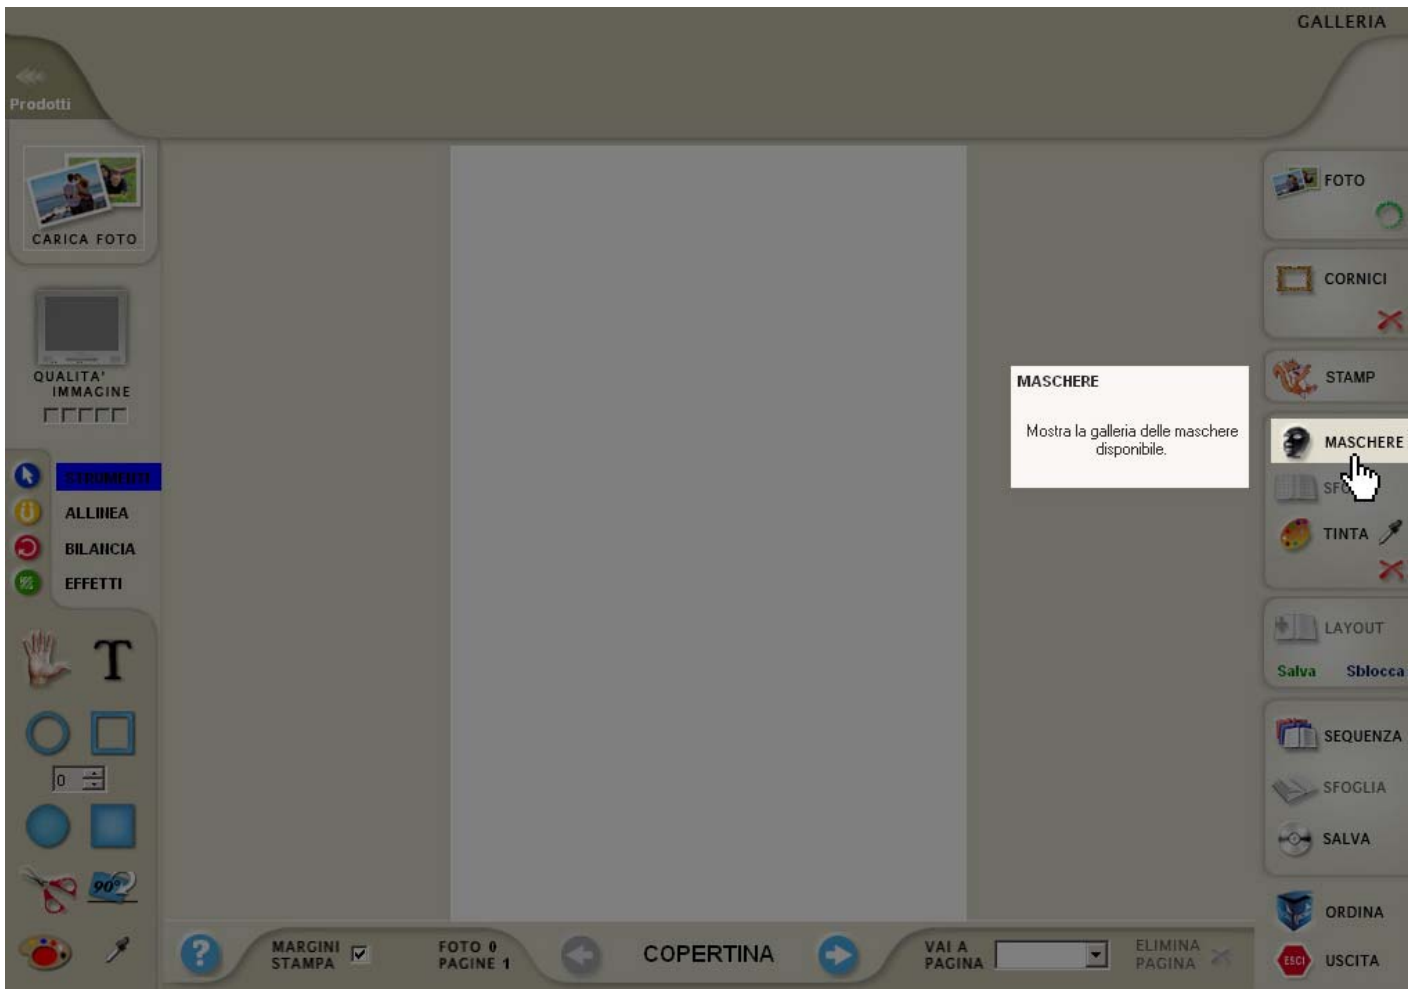 GALLERIA
Prodotti
CARICA FOTO
QUALITA'
IMMAGINE
STRUMENTI
ALLINEA
BILANCIA
EFFETTI
T
0
90°
FOTO
CORNICI
STAMP
MASCHERE
Mostra la galleria delle maschere
disponibile.
MASCHERE
TINTA
LAYOUT
Salva Sblocca
SEQUENZA
SFOGLIA
SALVA
ORDINA
ESCI USCITA
?
MARGINI
STAMPA
FOTO 0
PAGINE 1
COPERTINA
VAI A
PAGINA
ELIMINA
PAGINA